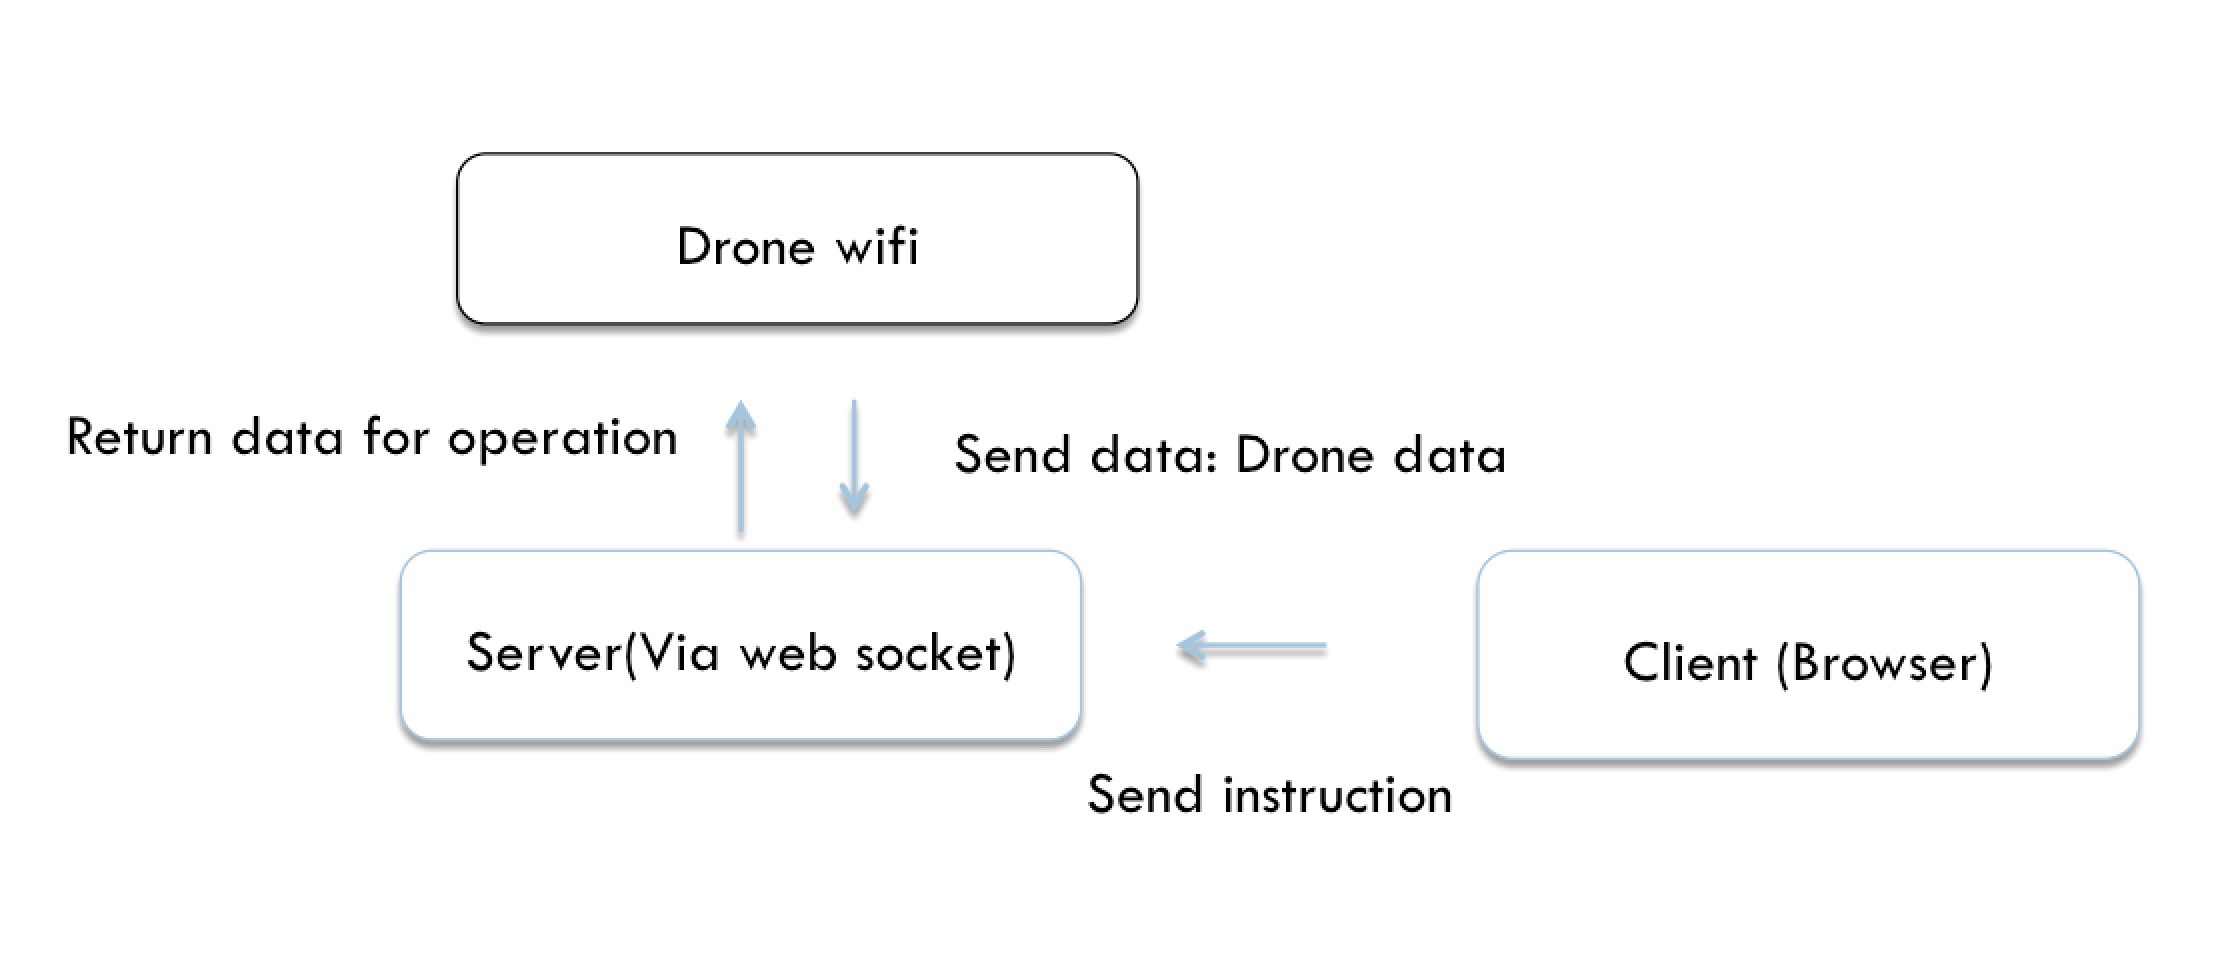 Drone wifi
Return data for operation
Send data: Drone data
Server(Via web socket)
Client (Browser)
Send instruction